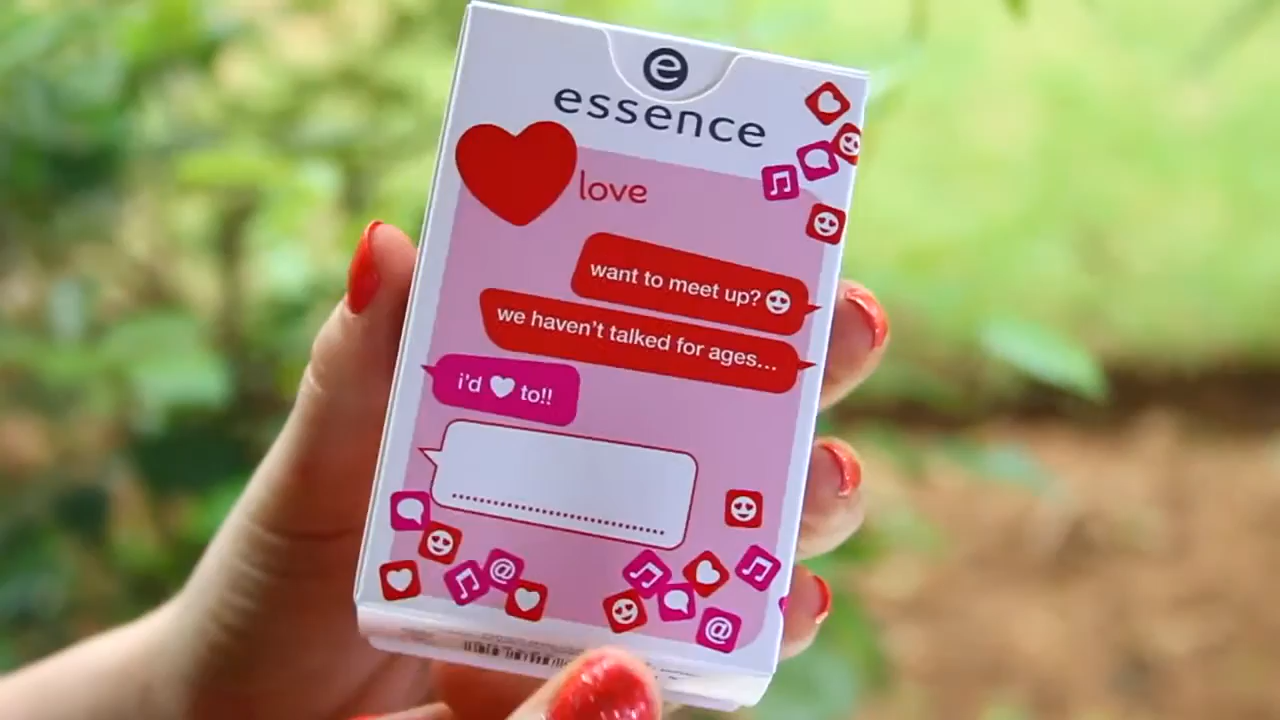 e
essence
love
want to meet up?
we haven't talked for ages...
i'd to!!
@
@